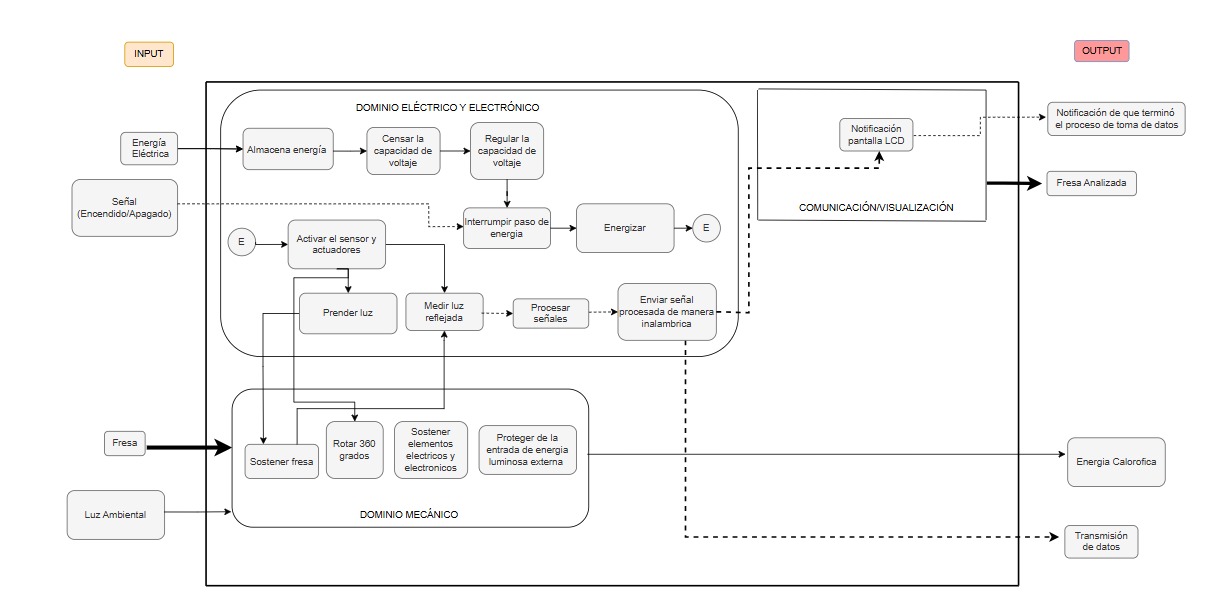 INPUT
OUTPUT
DOMINIO ELÉCTRICO Y ELECTRÓNICO
Energía
Eléctrica
Almacena energía
Censar la
capacidad de
voltaje
Regular la
capacidad de
voltaje
Notificación
pantalla LCD
Notificación de que terminó
el proceso de toma de datos
Señal
(Encendido/Apagado)
Fresa Analizada
COMUNICACIÓN/VISUALIZACIÓN
Interrumpir paso de
energia
Energizar
E
E
Activar el sensor y
actuadores
Prender luz
Medir luz
reflejada
Procesar
señales
Enviar señal
procesada de manera
inalambrica
Fresa
Sostener fresa
Rotar 360
grados
Sostener
elementos
electricos y
electronicos
Proteger de la
entrada de energia
luminosa externa
Energia Calorofica
Luz Ambiental
DOMINIO MECÁNICO
Transmisión
de datos